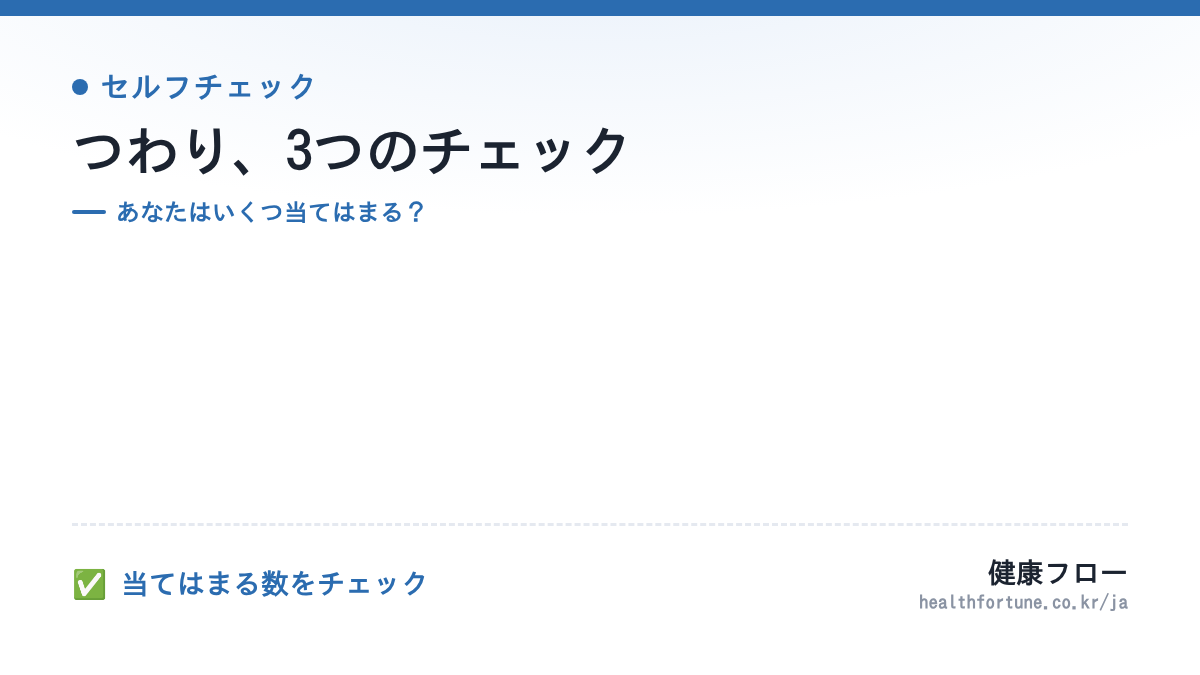 セルフチェック
つわり、3つのチェック
あなたはいくつ当てはまる？
✅ 当てはまる数をチェック
健康フロー
healthfortune.co.kr/ja